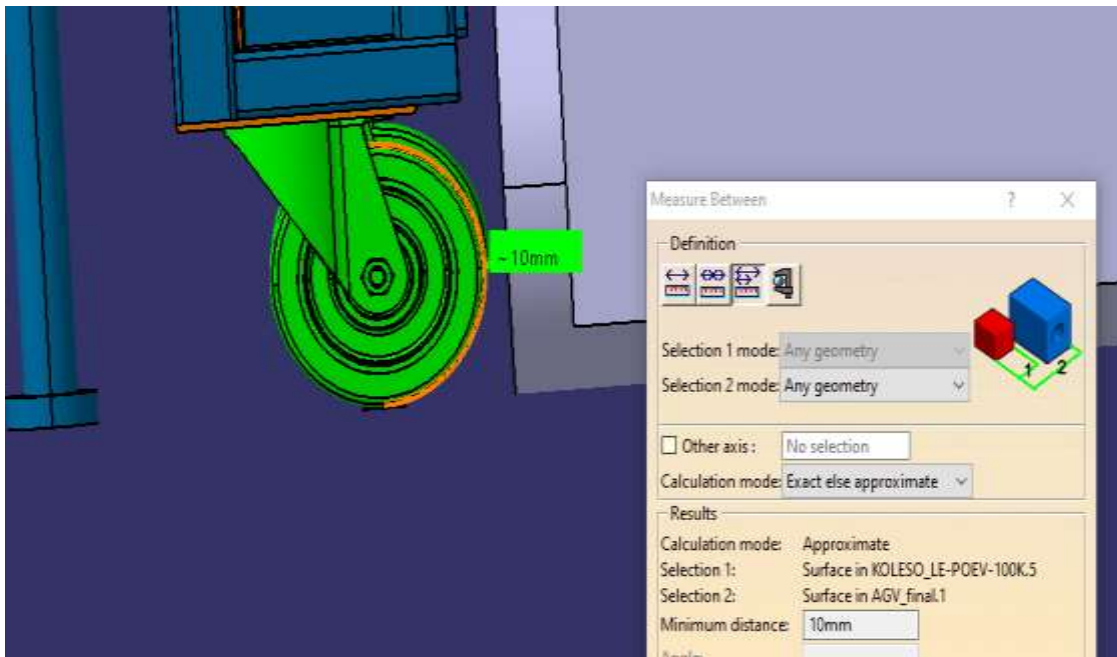 ~10mm
Measure Between ? X
Definition
Selection 1 mode: Any geometry
Selection 2 mode: Any geometry
1 2
Other axis : No selection
Calculation mode: Exact else approximate
Results
Calculation mode: Approximate
Selection 1: Surface in KOLESO_LE-POEV-100K.5
Selection 2: Surface in AGV_final.1
Minimum distance: 10mm
Angle: